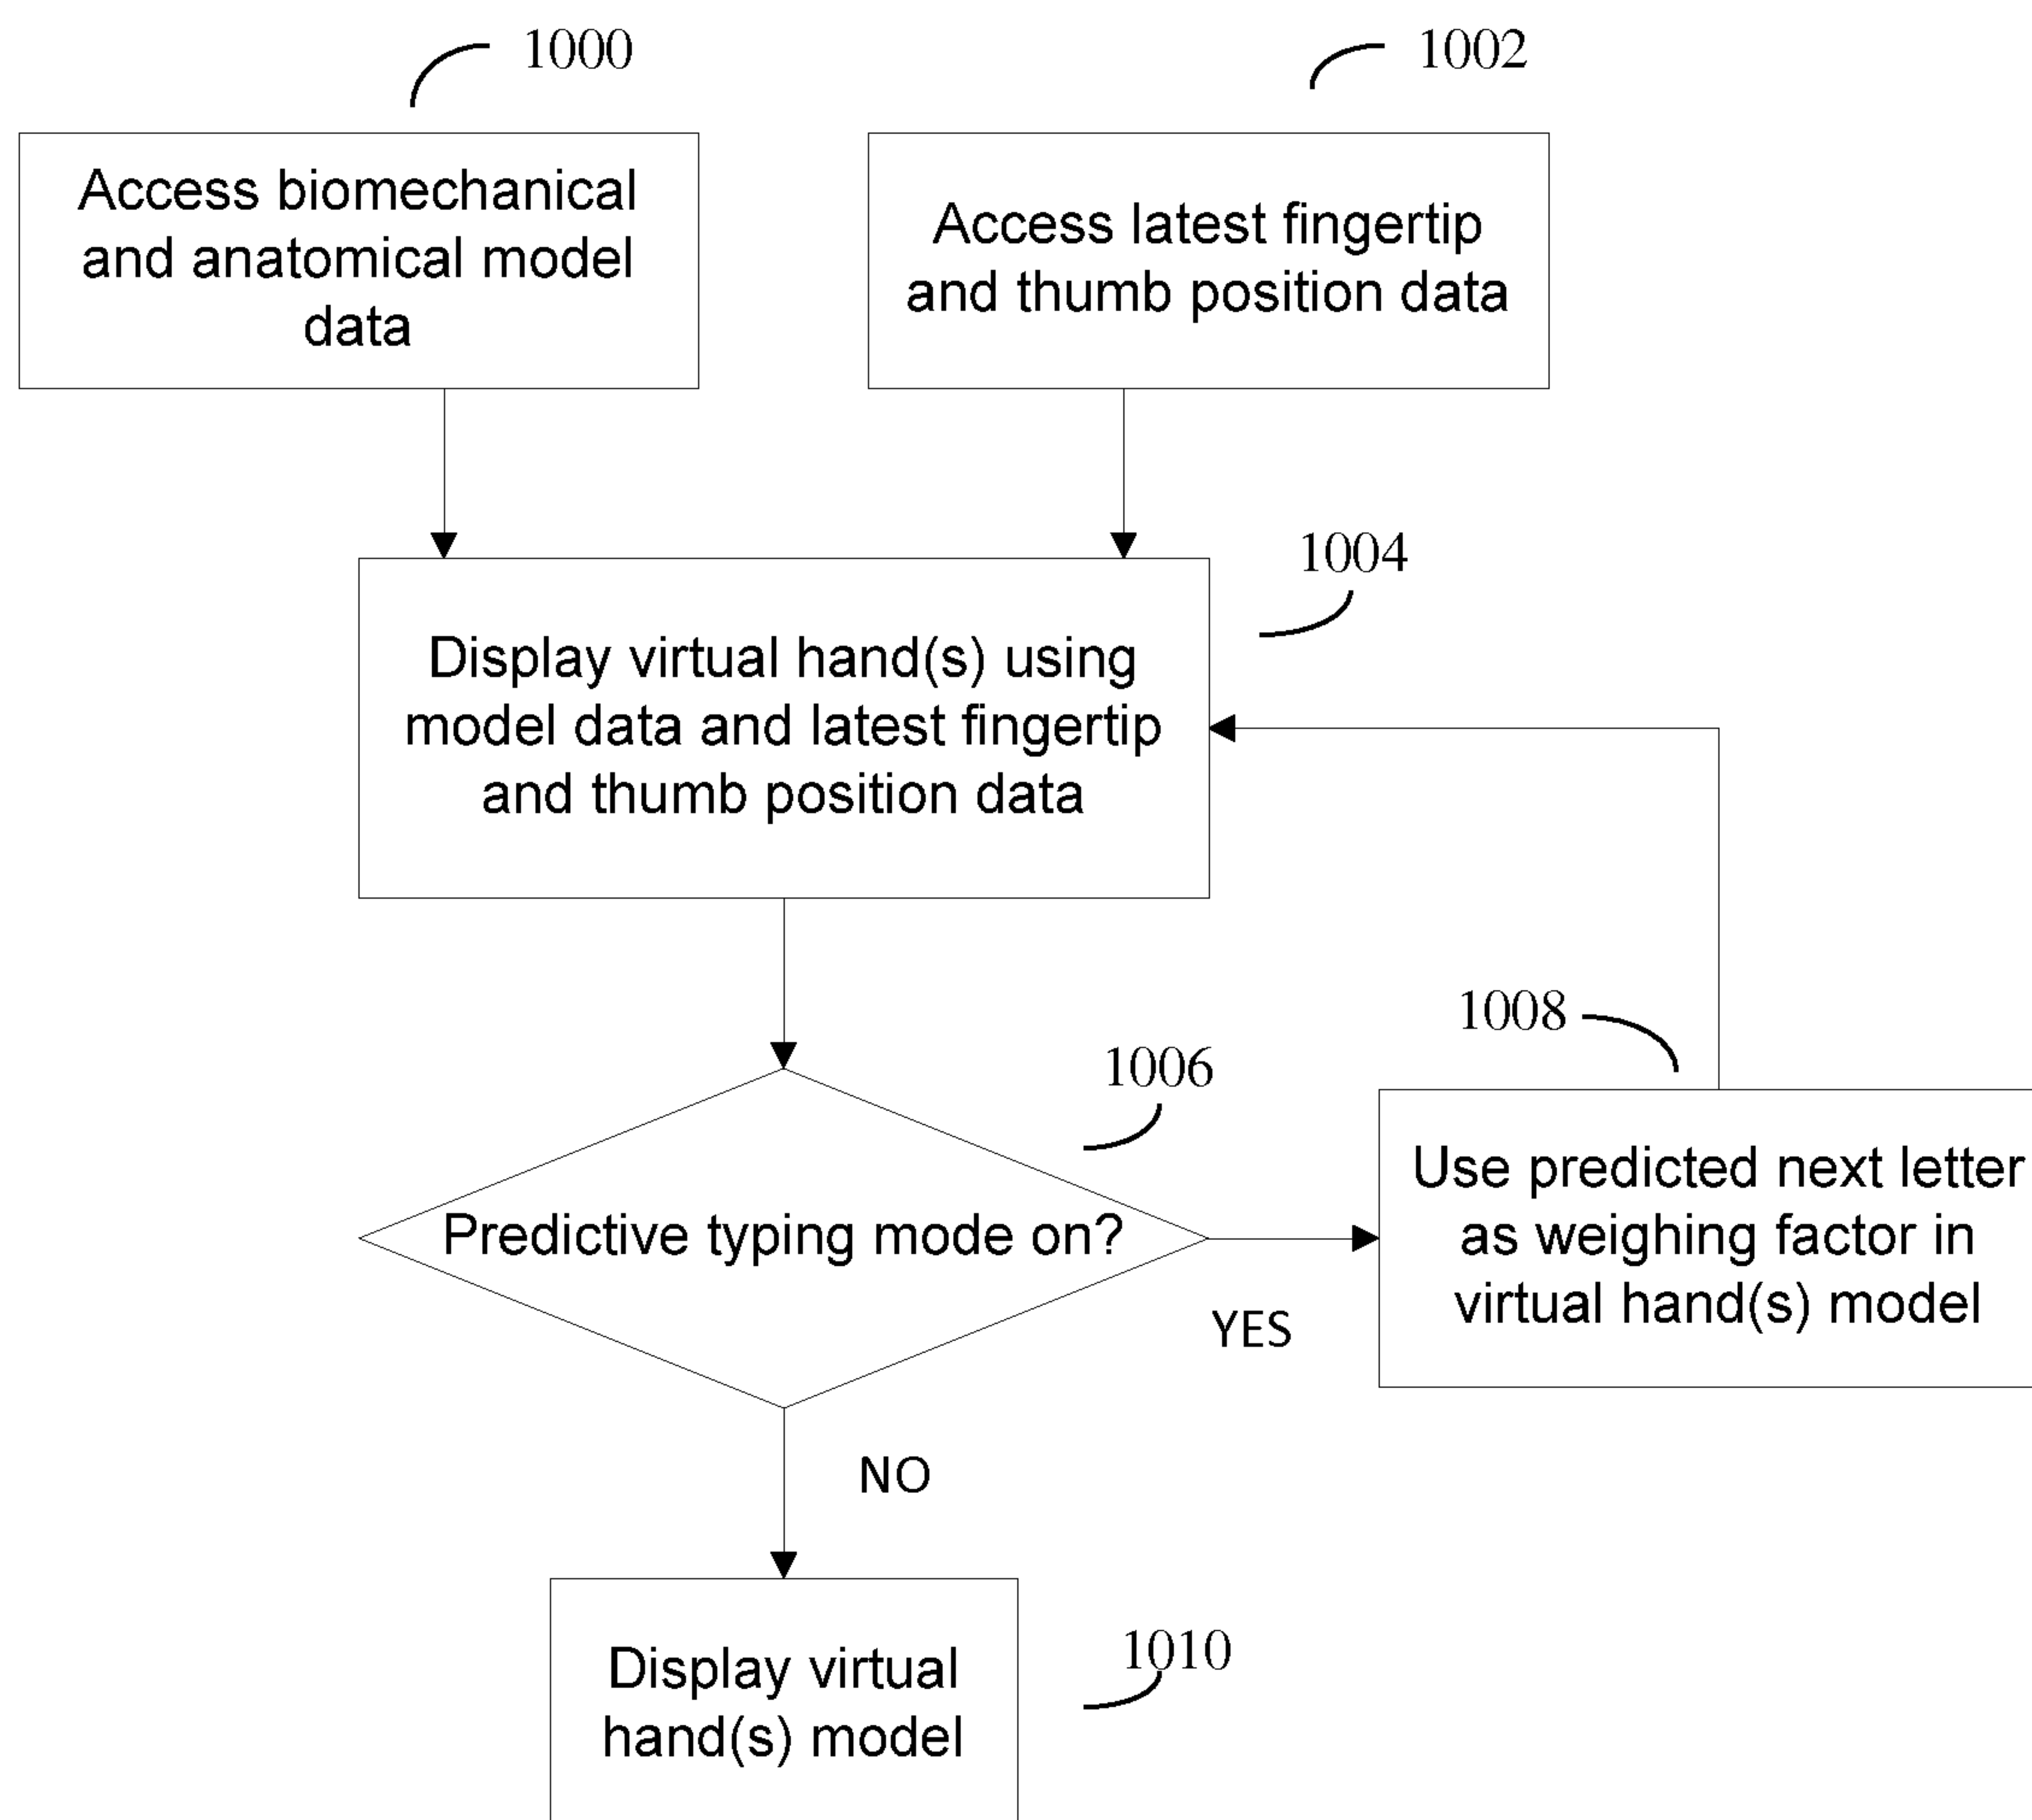 1000
1002
Access biomechanical
and anatomical model
data
Access latest fingertip
and thumb position data
1004
Display virtual hand(s) using
model data and latest fingertip
and thumb position data
1008
1006
Use predicted next letter
as weighing factor in
virtual hand(s) model
Predictive typing mode on?
YES
NO
1010
Display virtual
hand(s) model